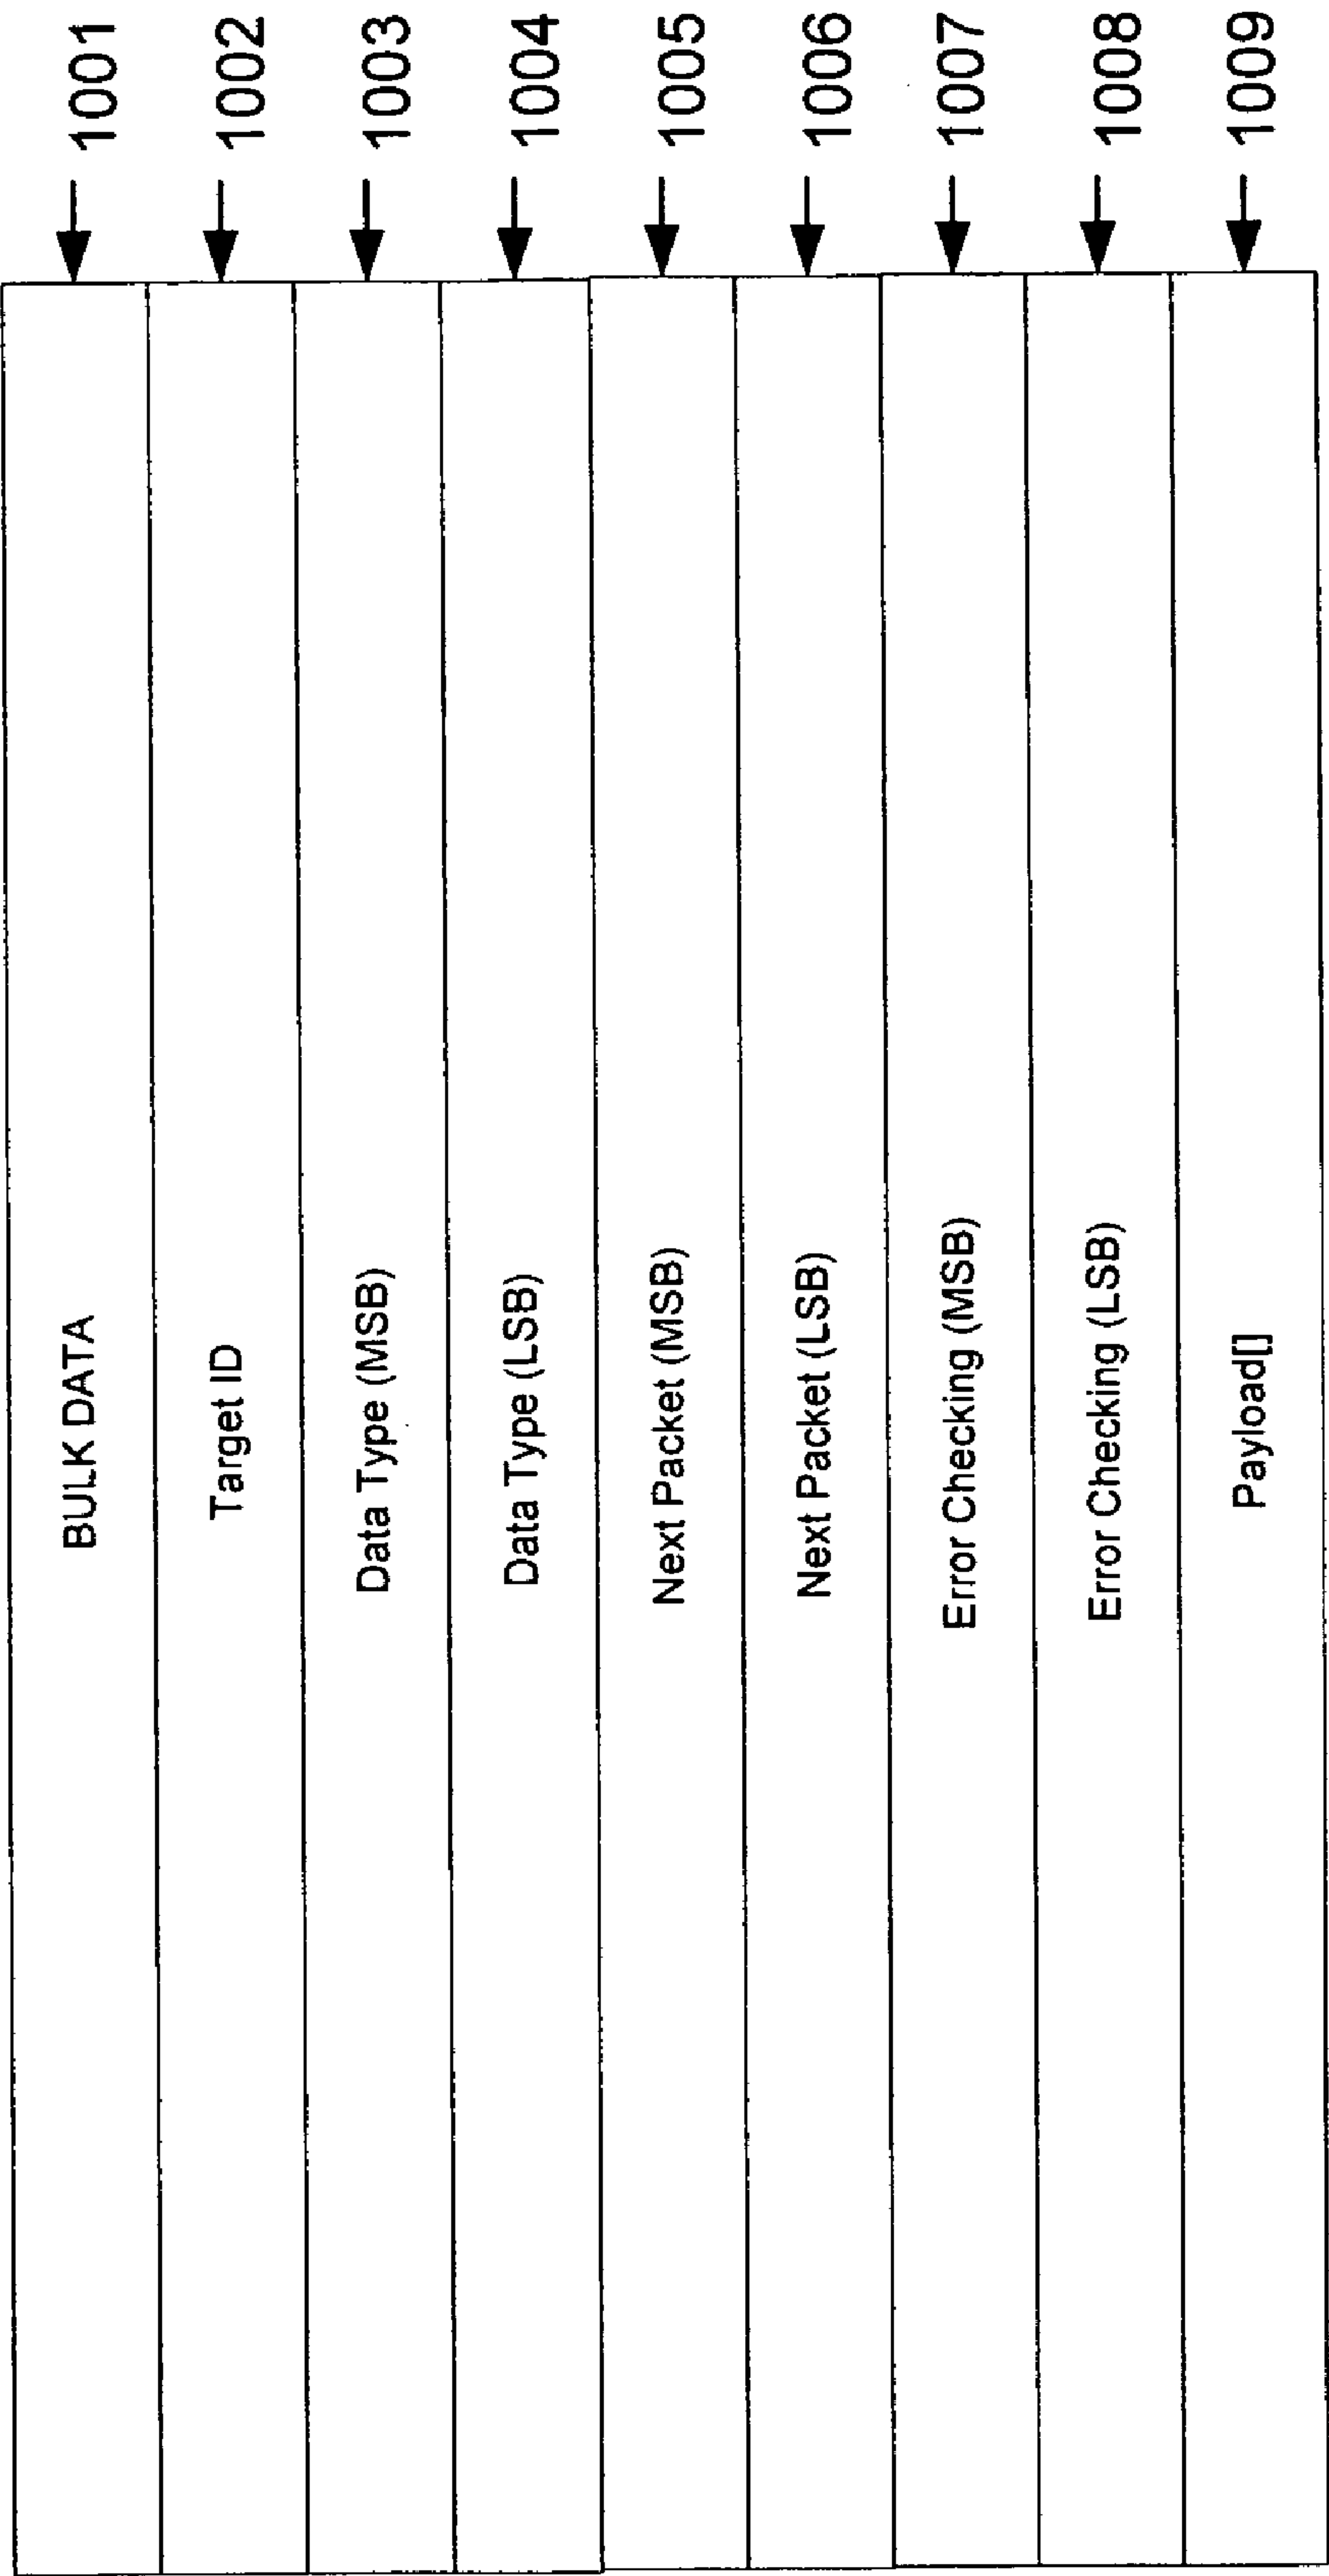 BULK DATA 1001
Target ID 1002
Data Type (MSB) 1003
Data Type (LSB) 1004
Next Packet (MSB) 1005
Next Packet (LSB) 1006
Error Checking (MSB) 1007
Error Checking (LSB) 1008
Payload[] 1009